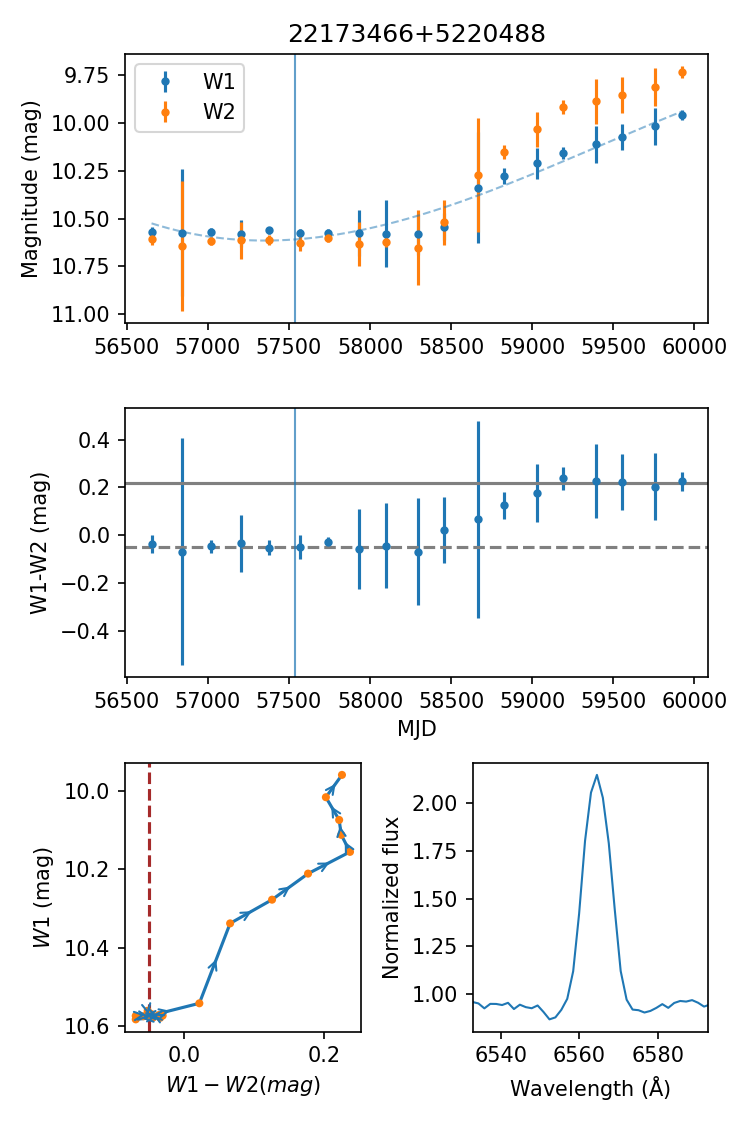 22173466+5220488
W1
W2
Magnitude (mag)
9.75
10.00
10.25
10.50
10.75
11.00
56500 57000 57500 58000 58500 59000 59500 60000
W1-W2 (mag)
0.4
0.2
0.0
−0.2
−0.4
56500 57000 57500 58000 58500 59000 59500 60000
MJD
W1 (mag)
10.0
10.2
10.4
10.6
0.0 0.2
W1 − W2(mag)
Normalized flux
2.00
1.75
1.50
1.25
1.00
6540 6560 6580
Wavelength (Å)